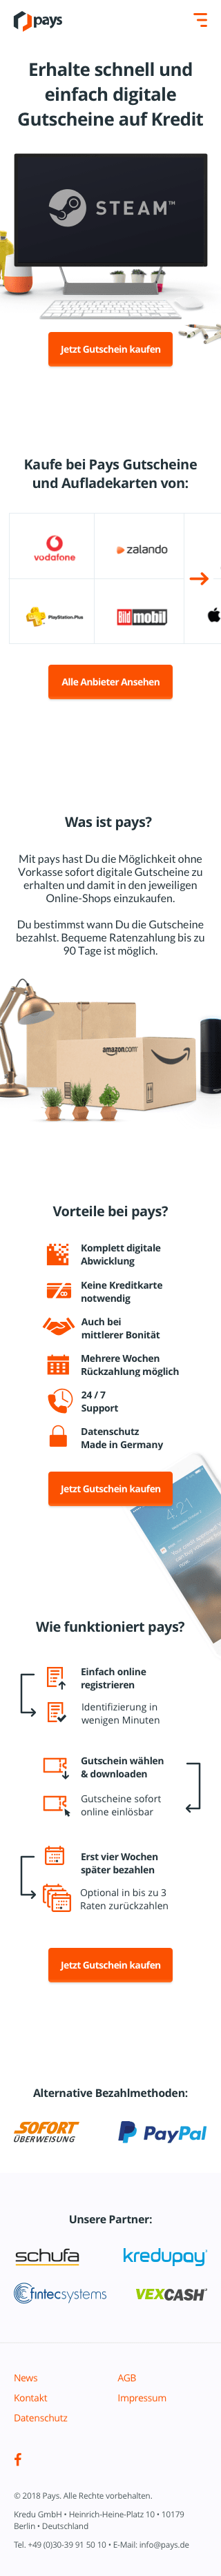 pays
Erhalte schnell und
einfach digitale
Gutscheine auf Kredit
STEAM™
Jetzt Gutschein kaufen
Kaufe bei Pays Gutscheine
und Aufladekarten von:
vodafone
zalando
PlayStation.Plus
Bildmobil
Alle Anbieter Ansehen
Was ist pays?
Mit pays hast Du die Möglichkeit ohne
Vorkasse sofort digitale Gutscheine zu
erhalten und damit in den jeweiligen
Online-Shops einzukaufen.
Du bestimmst wann Du die Gutscheine
bezahlst. Bequeme Ratenzahlung bis zu
90 Tage ist möglich.
amazon.com
Vorteile bei pays?
Komplett digitale
Abwicklung
Keine Kreditkarte
notwendig
Auch bei
mittlerer Bonität
Mehrere Wochen
Rückzahlung möglich
24 / 7
Support
Datenschutz
Made in Germany
Jetzt Gutschein kaufen
4:21
Wie funktioniert pays?
Einfach online
registrieren
Identifizierung in
wenigen Minuten
Gutschein wählen
& downloaden
Gutscheine sofort
online einlösbar
Erst vier Wochen
später bezahlen
Optional in bis zu 3
Raten zurückzahlen
Jetzt Gutschein kaufen
Alternative Bezahlmethoden:
SOFORT
ÜBERWEISUNG
PayPal
Unsere Partner:
schufa
kredupay
fintecsystems
VEXCASH
News
AGB
Kontakt
Impressum
Datenschutz
© 2018 Pays. Alle Rechte vorbehalten.
Kredu GmbH • Heinrich-Heine-Platz 10 • 10179
Berlin • Deutschland
Tel. +49 (0)30-39 91 50 10 • E-Mail: info@pays.de